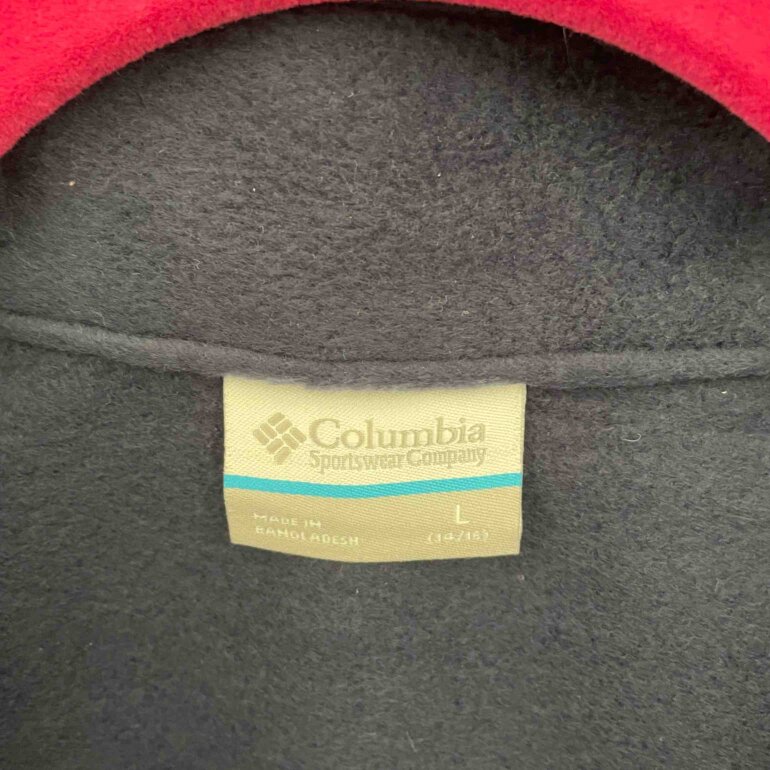 Columbia
Sportswear Company
MADE IN
BANGLADESH
L
(14/16)